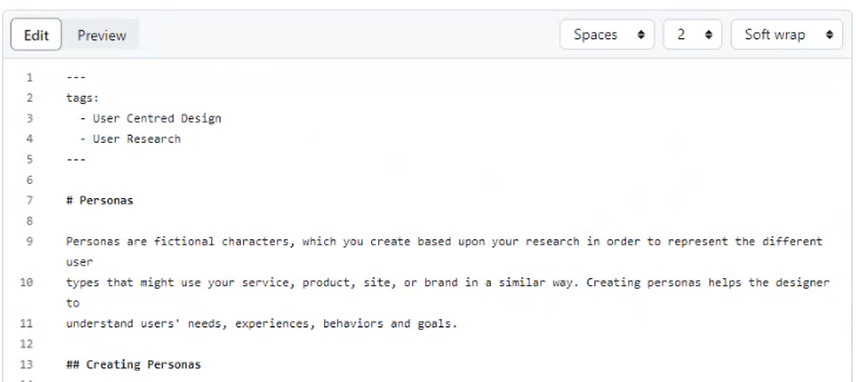 Edit Preview Spaces 2 Soft wrap
1 ---
2 tags:
3   - User Centred Design
4   - User Research
5 ---
6
7 # Personas
8
9 Personas are fictional characters, which you create based upon your research in order to represent the different
user
10 types that might use your service, product, site, or brand in a similar way. Creating personas helps the designer
to
11 understand users' needs, experiences, behaviors and goals.
12
13 ## Creating Personas